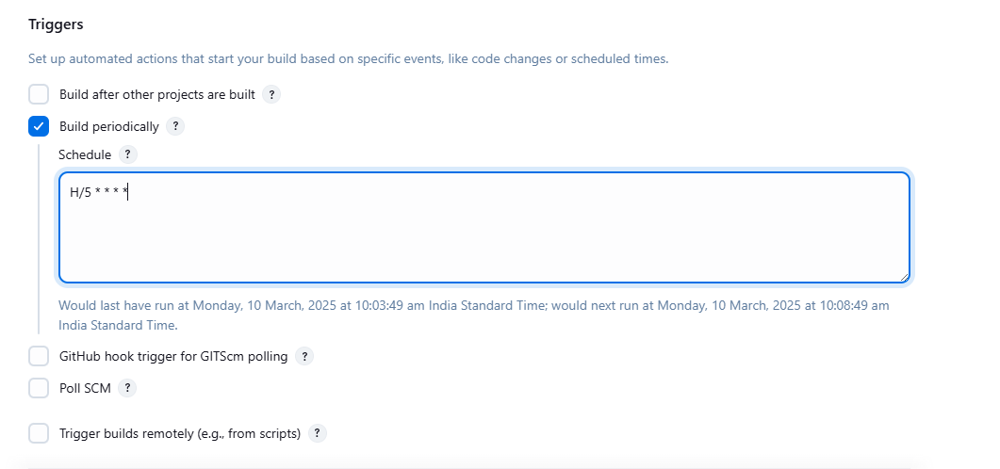 Triggers
Set up automated actions that start your build based on specific events, like code changes or scheduled times.
Build after other projects are built ?
Build periodically ?
Schedule ?
H/5 * * * *
Would last have run at Monday, 10 March, 2025 at 10:03:49 am India Standard Time; would next run at Monday, 10 March, 2025 at 10:08:49 am
India Standard Time.
GitHub hook trigger for GITScm polling ?
Poll SCM ?
Trigger builds remotely (e.g., from scripts) ?